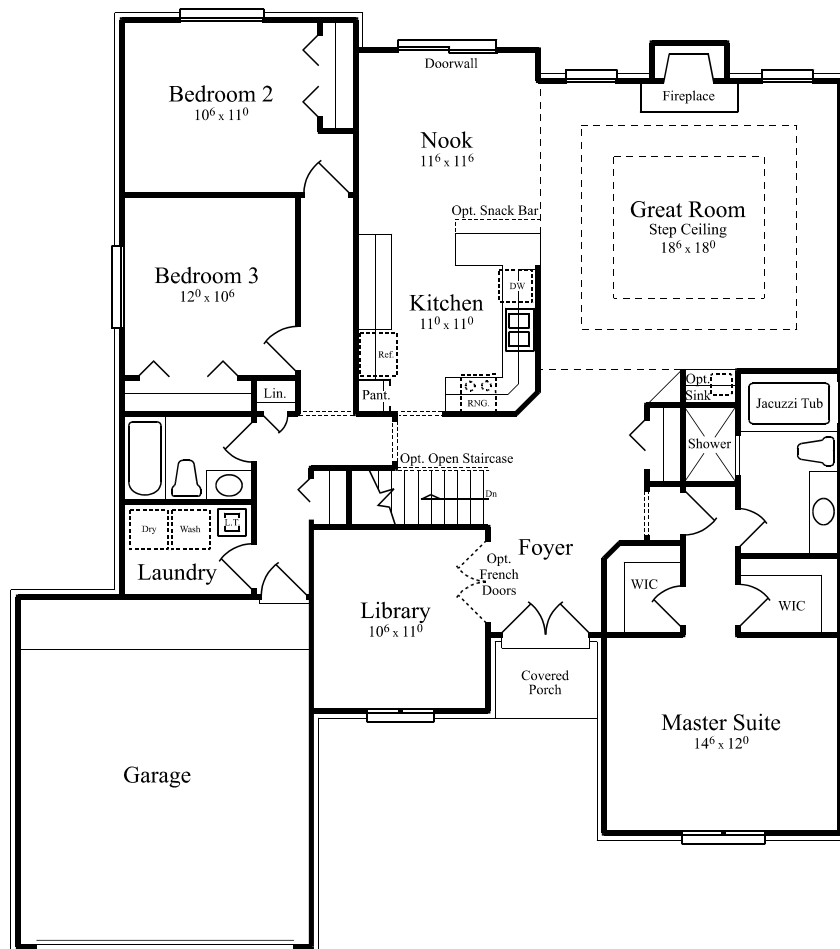 Doorwall
Bedroom 2
10⁶ x 11⁰
Fireplace
Nook
11⁶ x 11⁶
Opt. Snack Bar
Great Room
Step Ceiling
18⁶ x 18⁰
Bedroom 3
12⁰ x 10⁶
DW
Kitchen
11⁰ x 11⁰
Ref.
Lin.
Pant.
RNG.
Opt.
Sink
Jacuzzi Tub
Shower
Opt. Open Staircase
Dn
Dry
Wash
L.T.
Laundry
Foyer
Opt.
French
Doors
WIC
WIC
Library
10⁶ x 11⁰
Covered
Porch
Master Suite
14⁶ x 12⁰
Garage